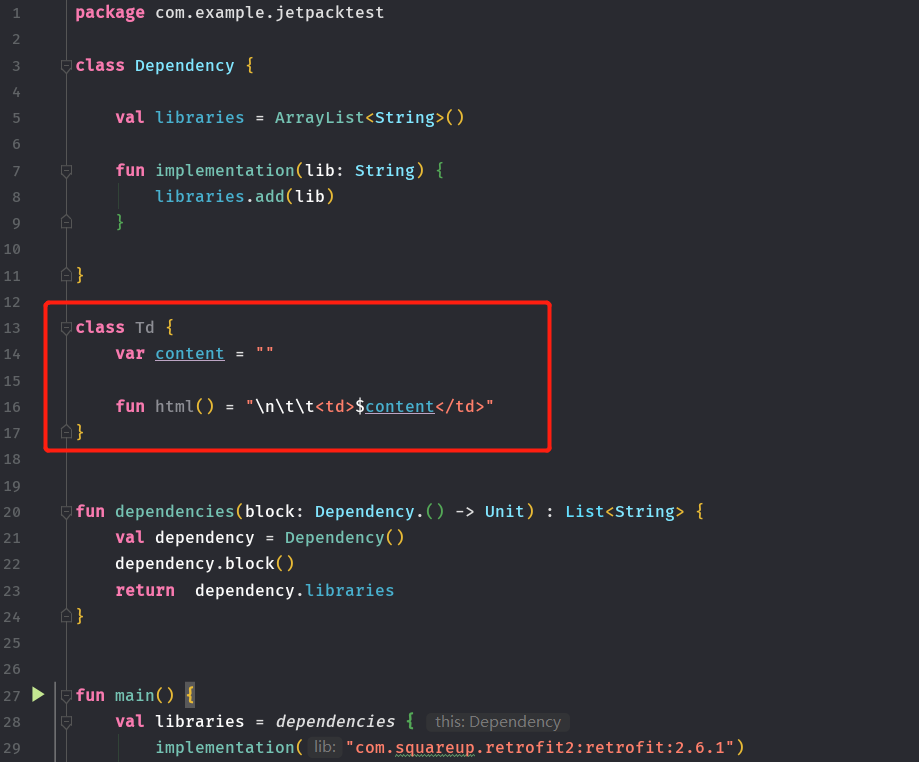 1 package com.example.jetpacktest
2
3 class Dependency {
4
5     val libraries = ArrayList<String>()
6
7     fun implementation(lib: String) {
8         libraries.add(lib)
9     }
10
11 }
12
13 class Td {
14     var content = ""
15
16     fun html() = "\n\t\t<td>$content</td>"
17 }
18
19
20 fun dependencies(block: Dependency.() -> Unit) : List<String> {
21     val dependency = Dependency()
22     dependency.block()
23     return  dependency.libraries
24 }
25
26
27 fun main() {
28     val libraries = dependencies { this: Dependency
29         implementation( lib: "com.squareup.retrofit2:retrofit:2.6.1")